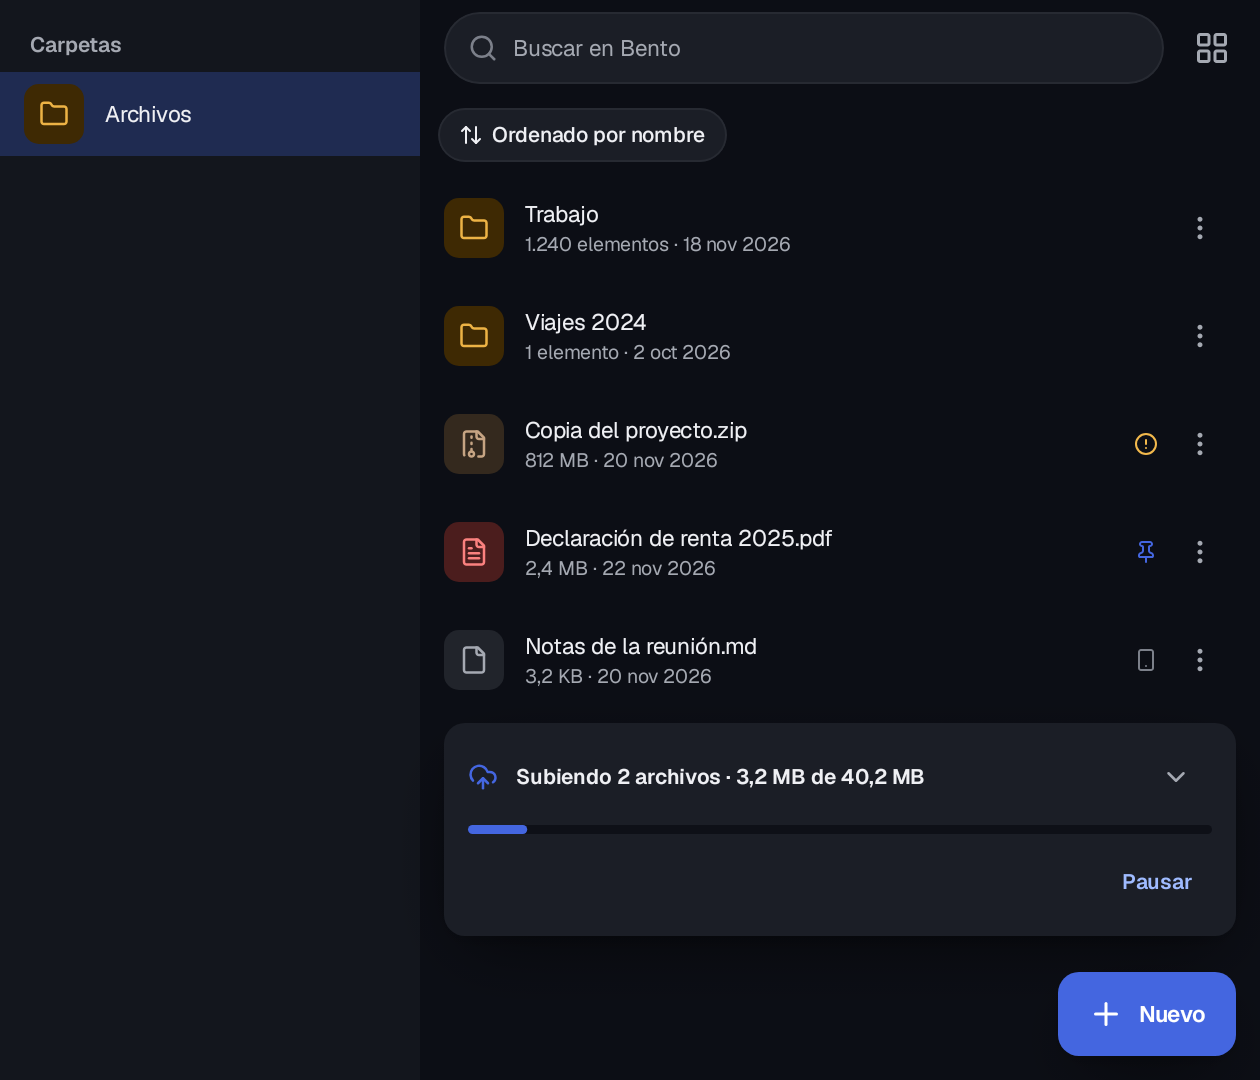 Carpetas
Archivos
Buscar en Bento
Ordenado por nombre
Trabajo
1.240 elementos · 18 nov 2026
Viajes 2024
1 elemento · 2 oct 2026
Copia del proyecto.zip
812 MB · 20 nov 2026
Declaración de renta 2025.pdf
2,4 MB · 22 nov 2026
Notas de la reunión.md
3,2 KB · 20 nov 2026
Subiendo 2 archivos · 3,2 MB de 40,2 MB
Pausar
Nuevo